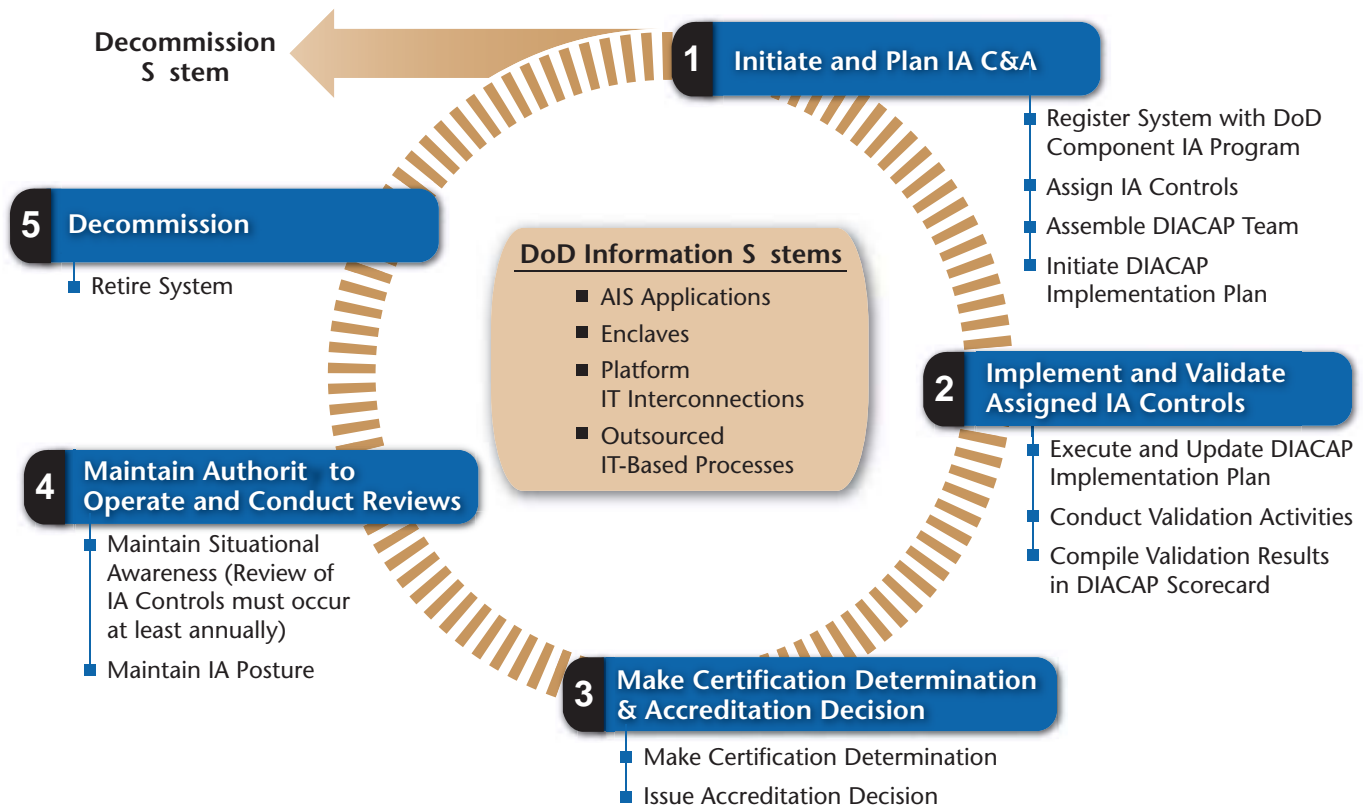 Decommission
S stem
1 Initiate and Plan IA C&A
Register System with DoD
Component IA Program
Assign IA Controls
Assemble DIACAP Team
Initiate DIACAP
Implementation Plan
5 Decommission
Retire System
DoD Information S stems
AIS Applications
Enclaves
Platform
IT Interconnections
Outsourced
IT-Based Processes
2 Implement and Validate
Assigned IA Controls
Execute and Update DIACAP
Implementation Plan
Conduct Validation Activities
Compile Validation Results
in DIACAP Scorecard
4 Maintain Authorit to
Operate and Conduct Reviews
Maintain Situational
Awareness (Review of
IA Controls must occur
at least annually)
Maintain IA Posture
3 Make Certification Determination
& Accreditation Decision
Make Certification Determination
Issue Accreditation Decision